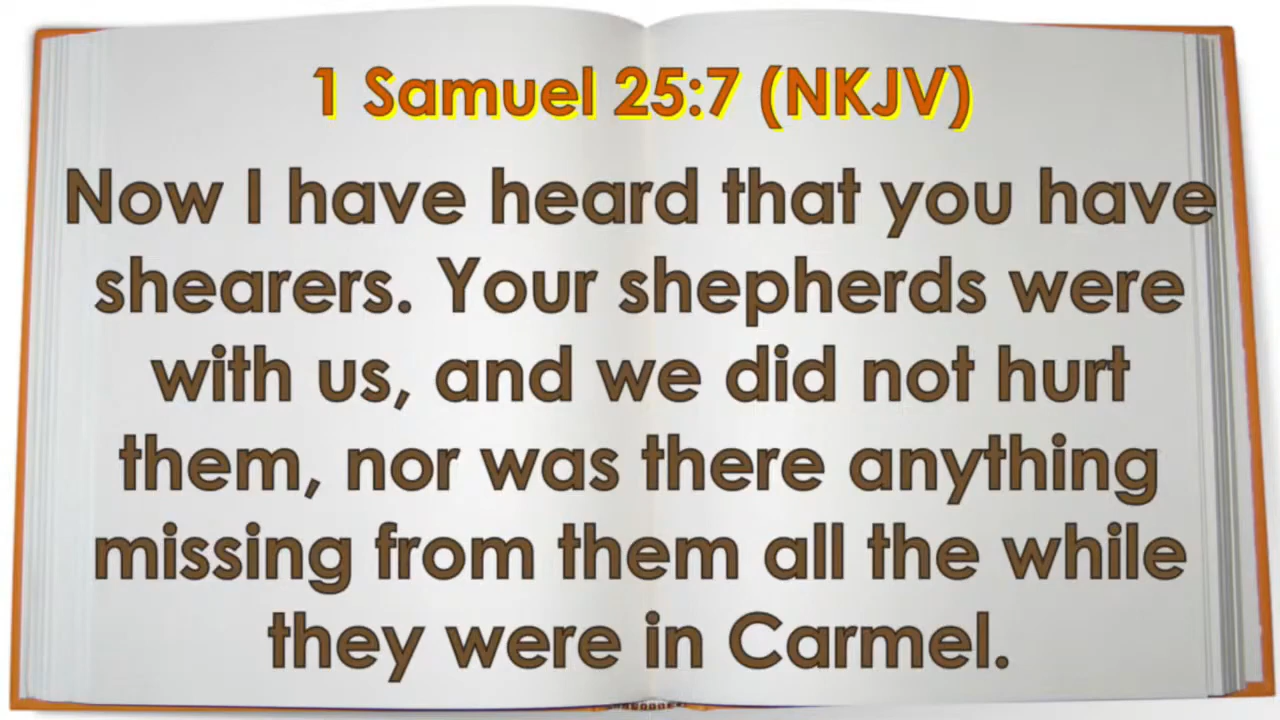 1 Samuel 25:7 (NKJV)
Now I have heard that you have
shearers. Your shepherds were
with us, and we did not hurt
them, nor was there anything
missing from them all the while
they were in Carmel.